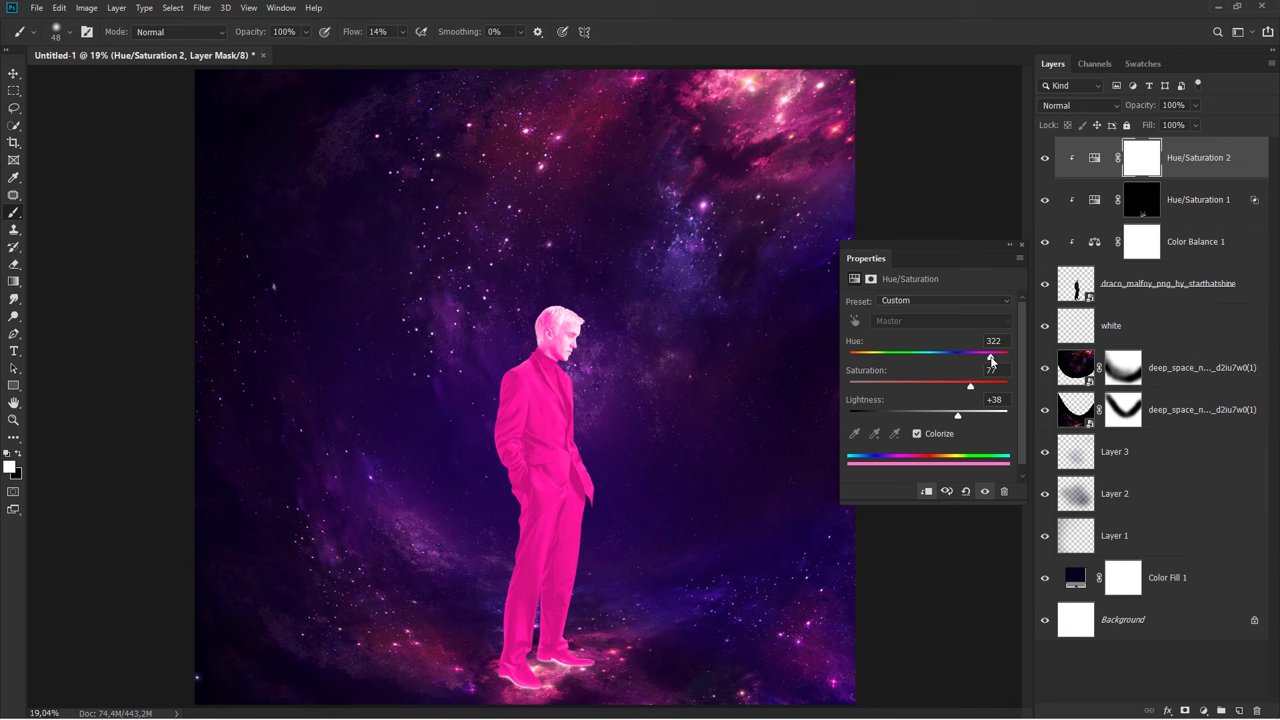 Ps File Edit Image Layer Type Select Filter 3D View Window Help
48 Mode: Normal Opacity: 100% Flow: 14% Smoothing: 0%
Untitled-1 @ 19% (Hue/Saturation 2, Layer Mask/8) *
Layers Channels Swatches
Kind
Normal Opacity: 100%
Lock: Fill: 100%
Hue/Saturation 2
Hue/Saturation 1
Color Balance 1
draco_malfoy_png_by_starthatshine
white
deep_space_n..._d2iu7w0(1)
deep_space_n..._d2iu7w0(1)
Layer 3
Layer 2
Layer 1
Color Fill 1
Background
Properties
Hue/Saturation
Preset: Custom
Master
Hue: 322
Saturation: 77
Lightness: +38
Colorize
19,04% Doc: 74,4M/443,2M